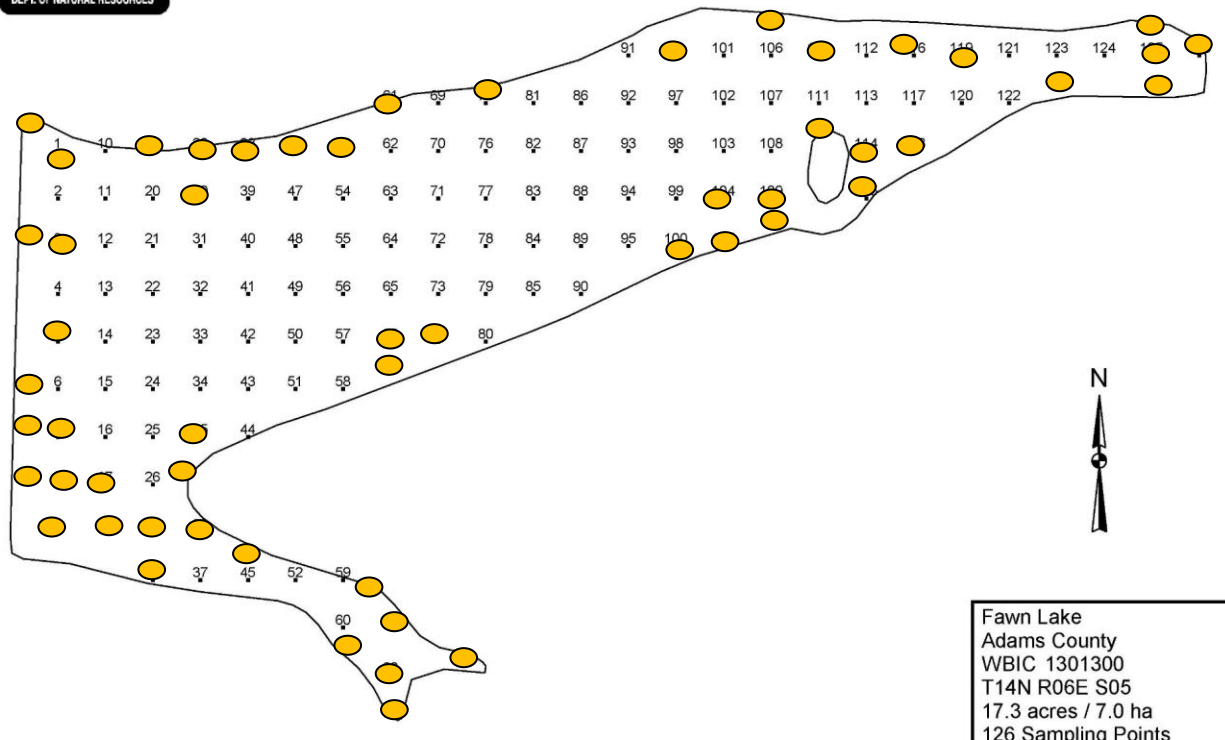 DEPT. OF NATURAL RESOURCES
91 101 106 112 121 123 124
69 81 86 92 97 102 107 111 113 117 120 122
1 10 62 70 76 82 87 93 98 103 108
2 11 20 39 47 54 63 71 77 83 88 94 99
12 21 31 40 48 55 64 72 78 84 89 95 100
4 13 22 32 41 49 56 65 73 79 85 90
14 23 33 42 50 57 80
6 15 24 34 43 51 58
16 25 44
26
37 45 52 59
60
N
Fawn Lake
Adams County
WBIC 1301300
T14N R06E S05
17.3 acres / 7.0 ha
126 Sampling Points